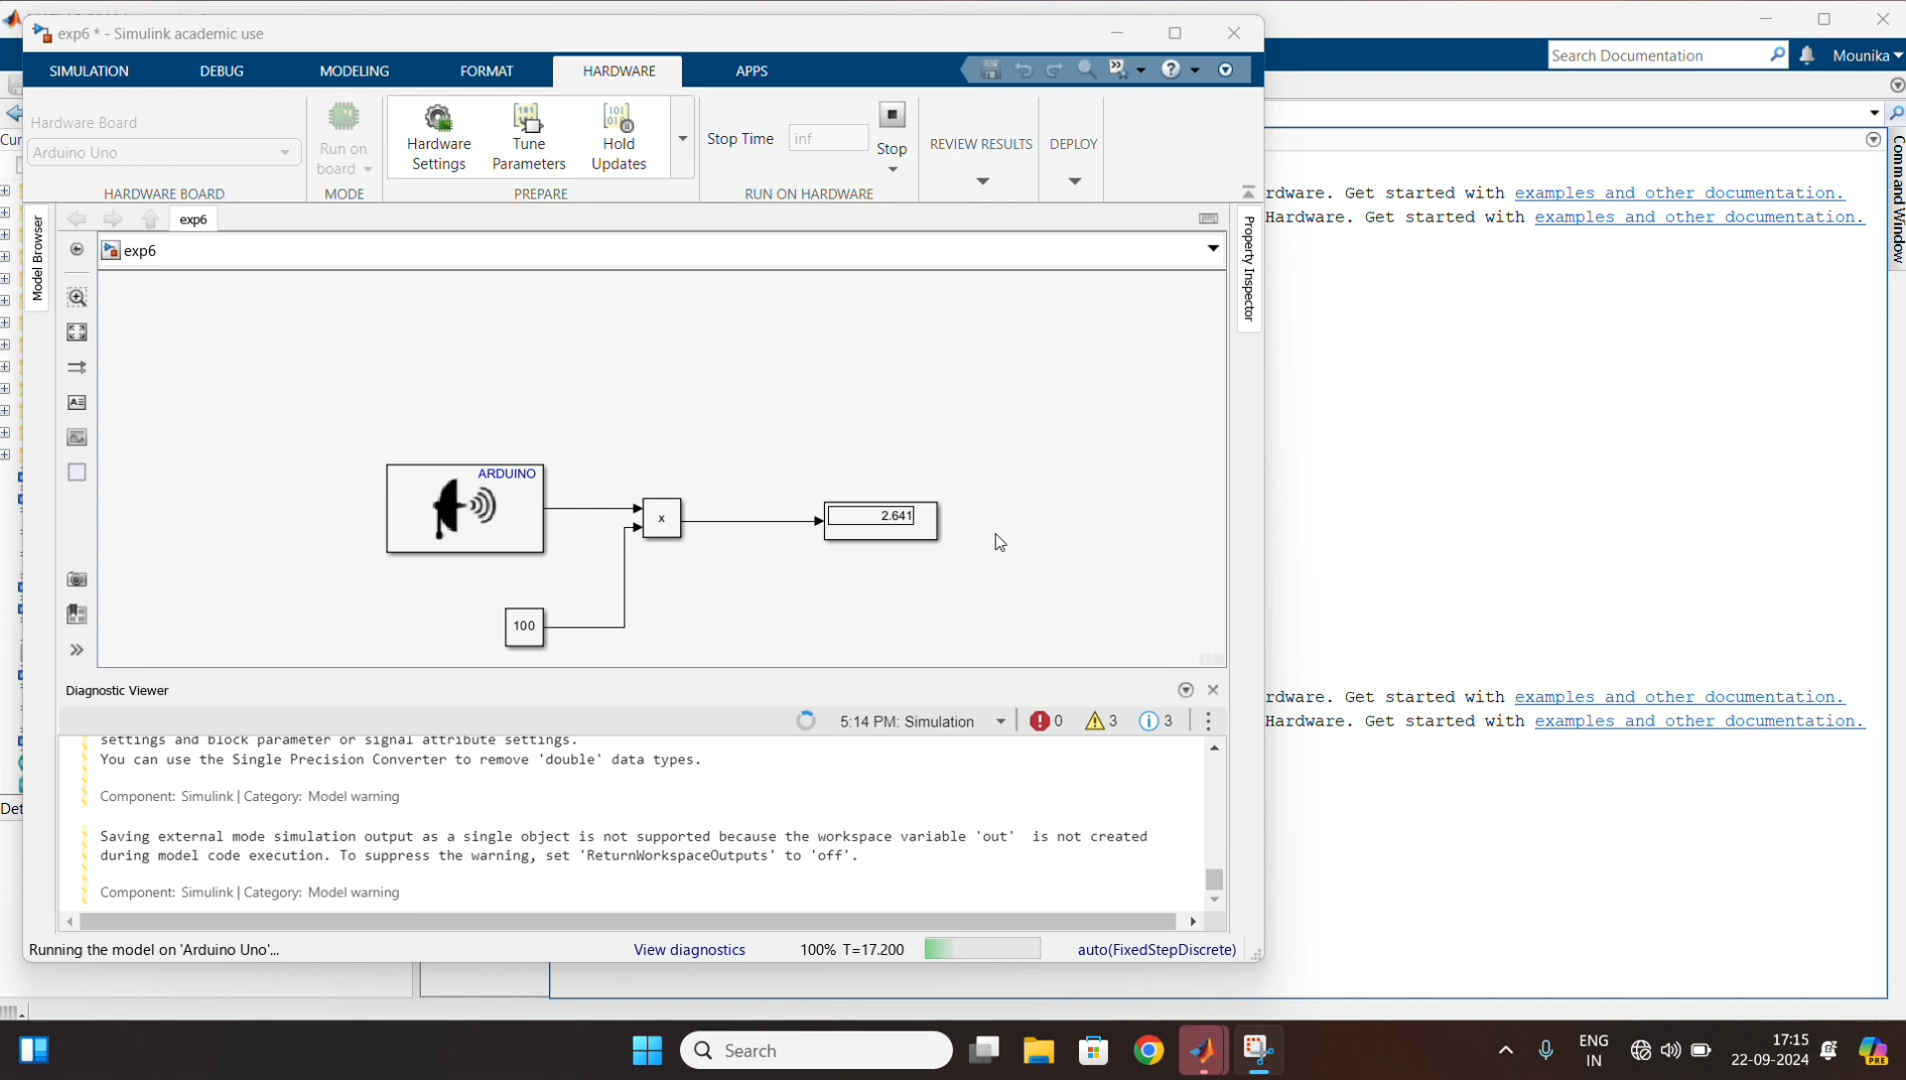 exp6 * - Simulink academic use
SIMULATION DEBUG MODELING FORMAT HARDWARE APPS
Search Documentation
Mounika
Hardware Board
Arduino Uno
HARDWARE BOARD
Run on
board
MODE
Hardware
Settings
Tune
Parameters
Hold
Updates
PREPARE
Stop Time inf
Stop
RUN ON HARDWARE
REVIEW RESULTS
DEPLOY
Cur
Model Browser
exp6
exp6
Property Inspector
Command Window
rdware. Get started with examples and other documentation.
Hardware. Get started with examples and other documentation.
ARDUINO
x
2.641
100
rdware. Get started with examples and other documentation.
Hardware. Get started with examples and other documentation.
Diagnostic Viewer
5:14 PM: Simulation 0 3 3
settings and block parameter or signal attribute settings.
You can use the Single Precision Converter to remove 'double' data types.
Component: Simulink | Category: Model warning
Saving external mode simulation output as a single object is not supported because the workspace variable 'out' is not created
during model code execution. To suppress the warning, set 'ReturnWorkspaceOutputs' to 'off'.
Component: Simulink | Category: Model warning
Det
Running the model on 'Arduino Uno'... View diagnostics 100% T=17.200 auto(FixedStepDiscrete)
Search
ENG
IN
17:15
22-09-2024
PRE